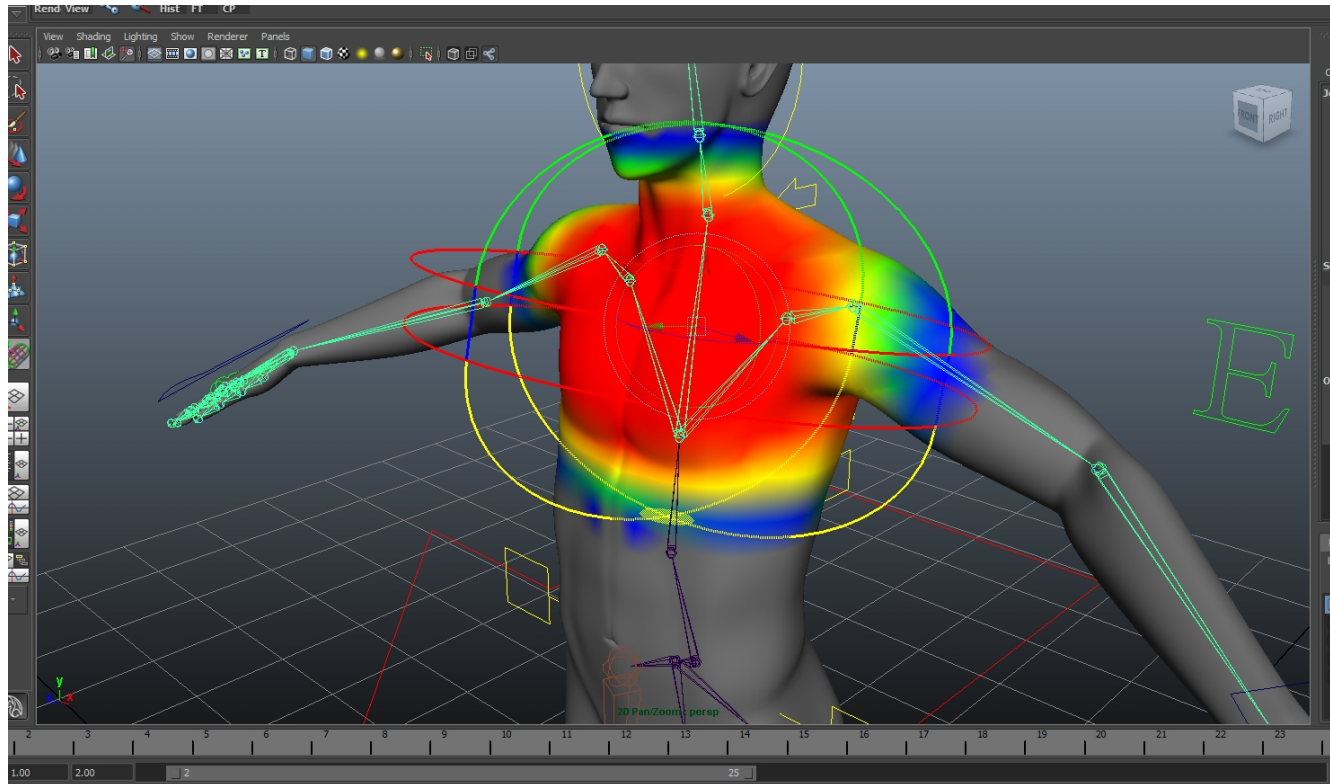 Rend View Hist FT CP
View Shading Lighting Show Renderer Panels
FRONT RIGHT
E
y
x
2D Pan/Zoom : persp
2 3 4 5 6 7 8 9 10 11 12 13 14 15 16 17 18 19 20 21 22 23
1.00 2.00 2 25